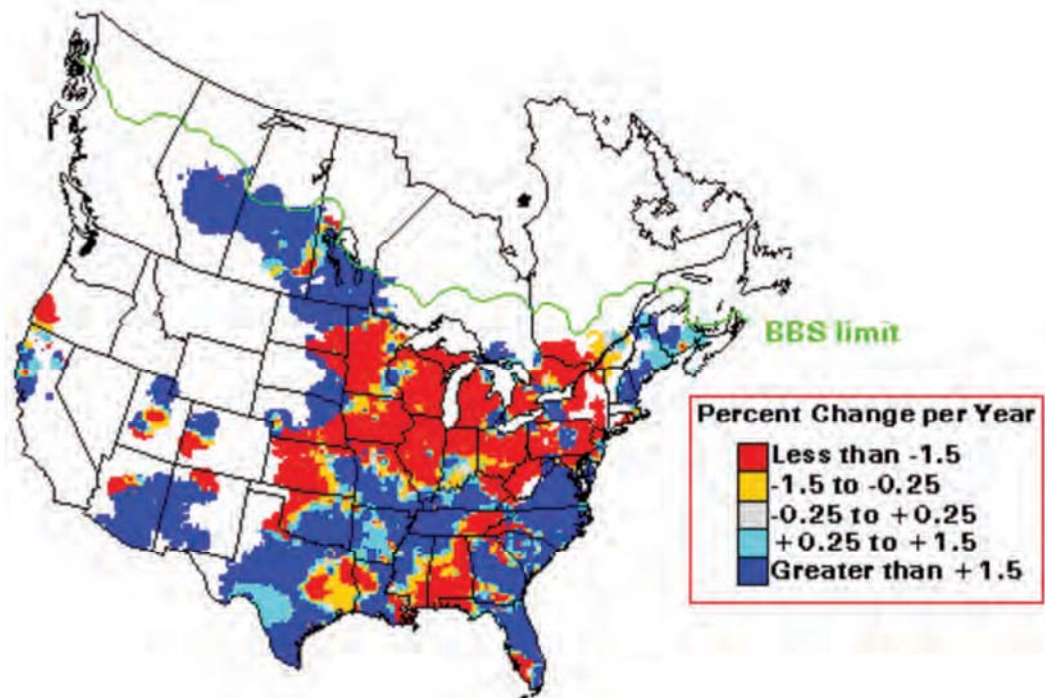 BBS limit
Percent Change per Year
Less than -1.5
-1.5 to -0.25
-0.25 to +0.25
+0.25 to +1.5
Greater than +1.5